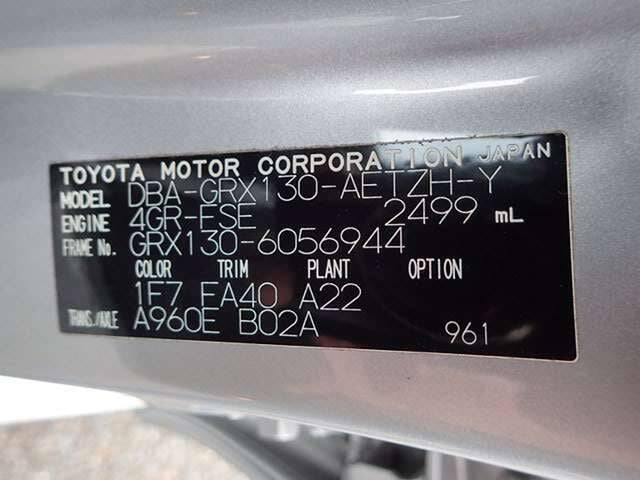 TOYOTA MOTOR CORPORATION JAPAN
MODEL DBA-GRX130-AETZH-Y
ENGINE 4GR-FSE 2499 mL
FRAME No. GRX130-6056944
COLOR TRIM PLANT OPTION
1F7 FA40 A22
TRANS./AXLE A960E B02A 961